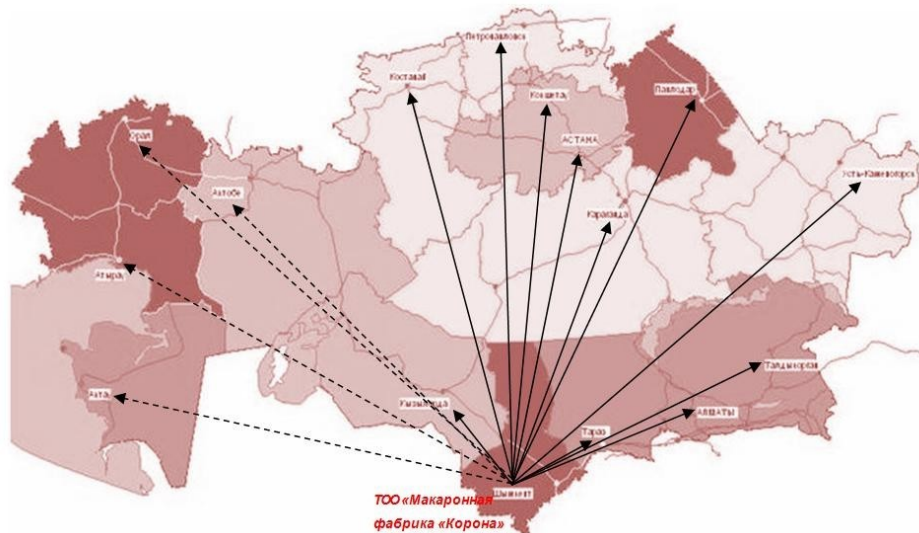 Петропавловск
Костанай
Кокшетау
Павлодар
Орал
АСТАНА
Усть-Каменогорск
Актобе
Караганда
Атырау
Талдыкорган
Актау
Кызылорда
АЛМАТЫ
Тараз
Шымкент
ТОО «Макаронная
фабрика «Корона»